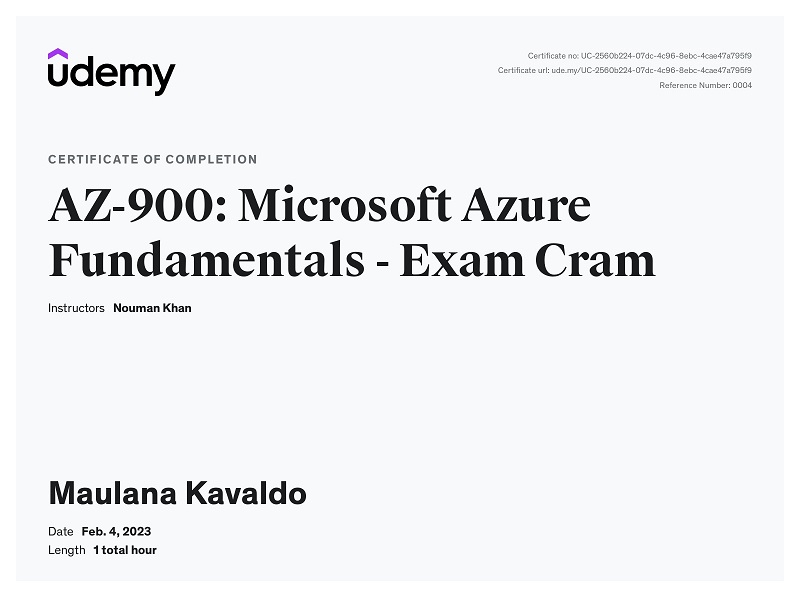 udemy
Certificate no: UC-2560b224-07dc-4c96-8ebc-4cae47a795f9
Certificate url: ude.my/UC-2560b224-07dc-4c96-8ebc-4cae47a795f9
Reference Number: 0004
CERTIFICATE OF COMPLETION
AZ-900: Microsoft Azure
Fundamentals - Exam Cram
Instructors Nouman Khan
Maulana Kavaldo
Date Feb. 4, 2023
Length 1 total hour